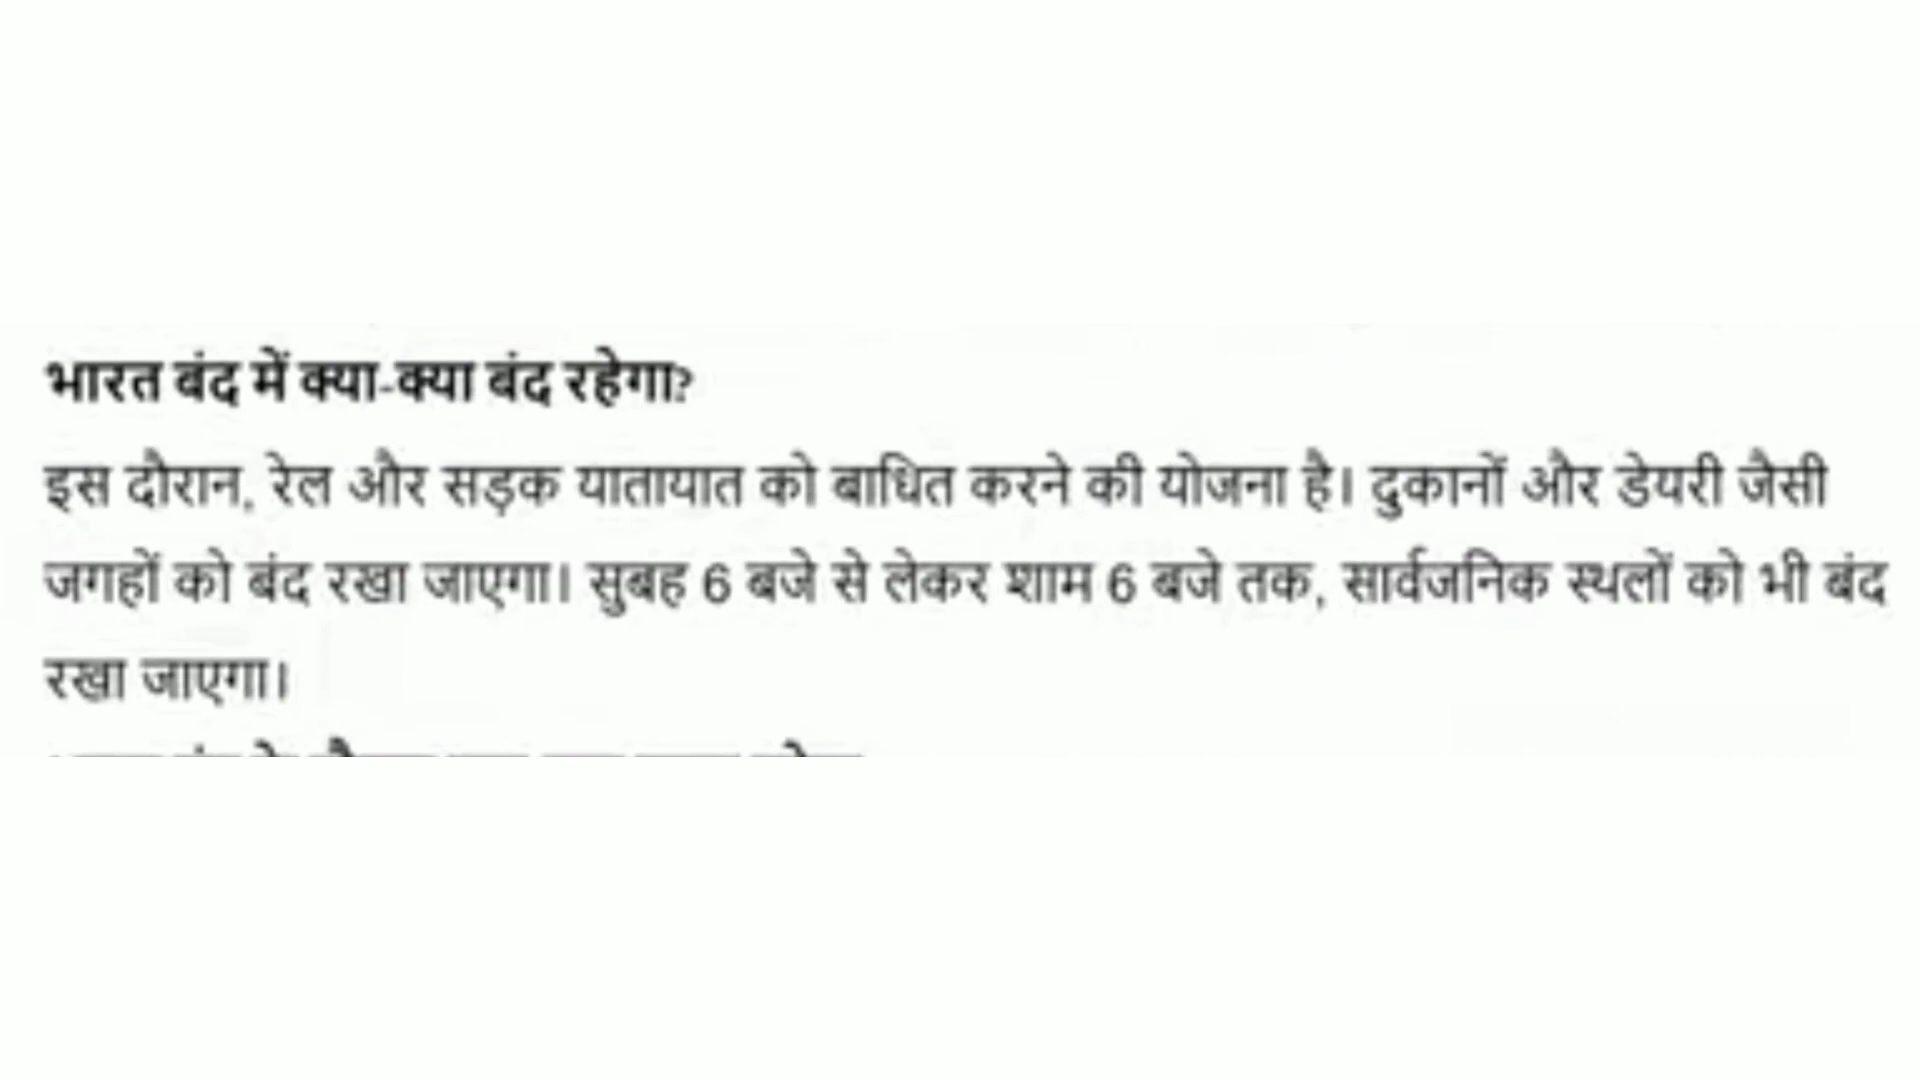 भारत बंद में क्या-क्या बंद रहेगा?
इस दौरान, रेल और सड़क यातायात को बाधित करने की योजना है। दुकानों और डेयरी जैसी
जगहों को बंद रखा जाएगा। सुबह 6 बजे से लेकर शाम 6 बजे तक, सार्वजनिक स्थलों को भी बंद
रखा जाएगा।